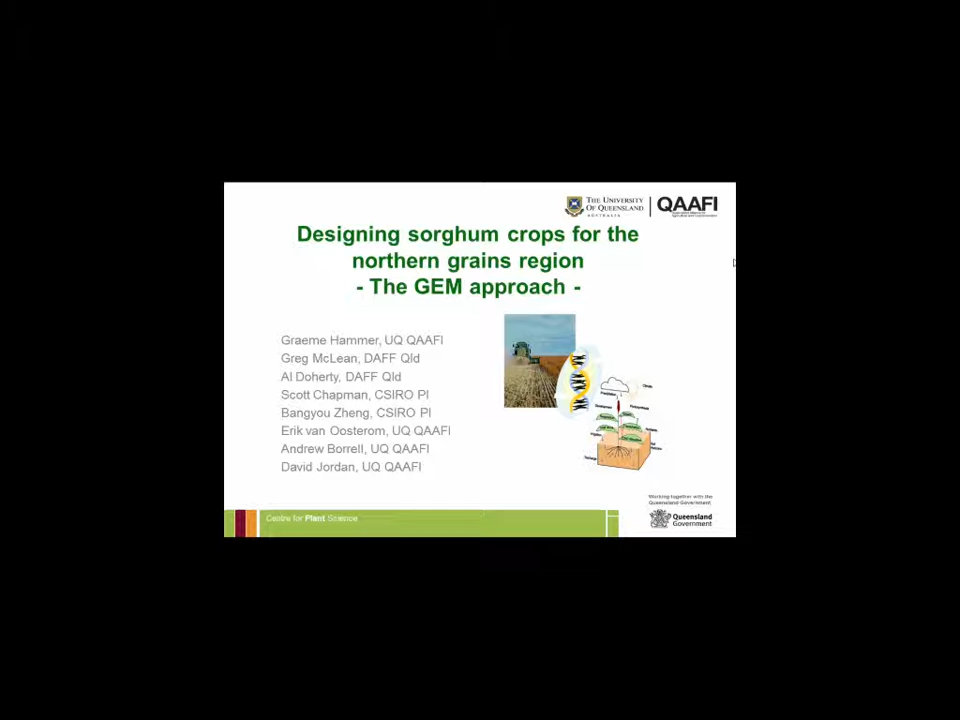 THE UNIVERSITY
OF QUEENSLAND
AUSTRALIA
QAAFI
Designing sorghum crops for the
northern grains region
- The GEM approach -
Graeme Hammer, UQ QAAFI
Greg McLean, DAFF Qld
Al Doherty, DAFF Qld
Scott Chapman, CSIRO PI
Bangyou Zheng, CSIRO PI
Erik van Oosterom, UQ QAAFI
Andrew Borrell, UQ QAAFI
David Jordan, UQ QAAFI
Working together with the
Queensland Government
Centre for Plant Science
Queensland
Government